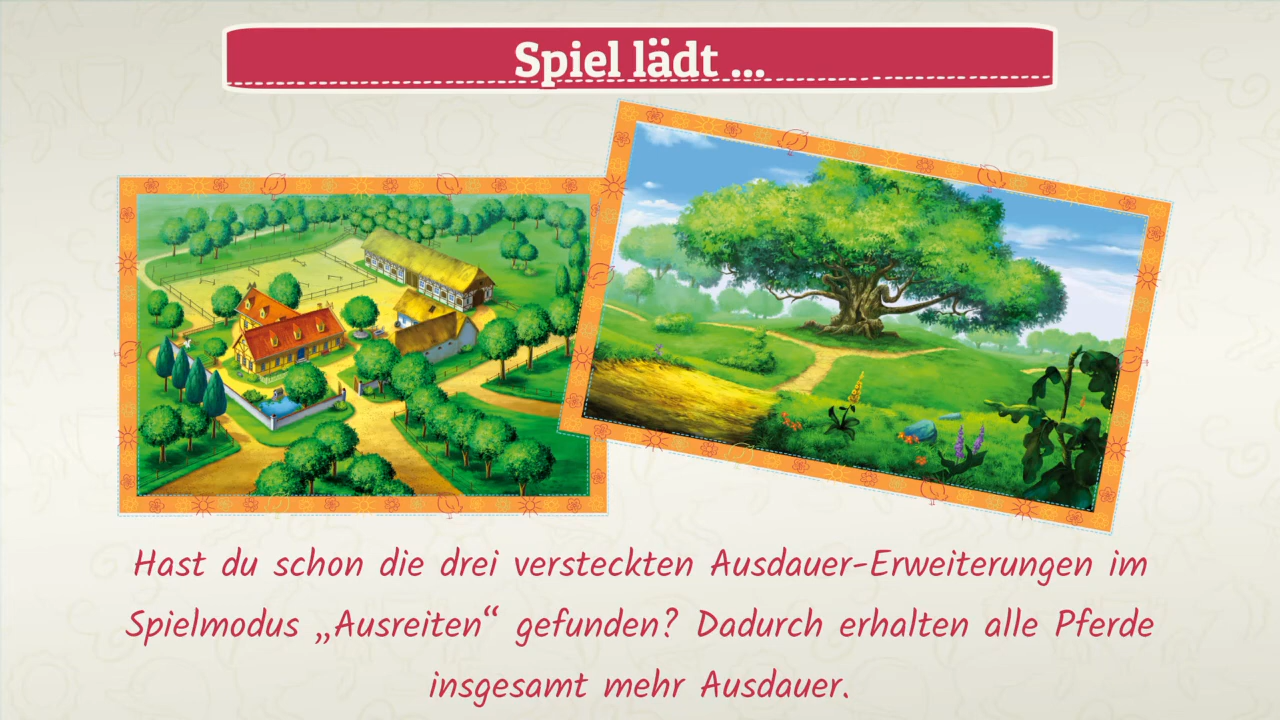 Spiel lädt ...
Hast du schon die drei versteckten Ausdauer-Erweiterungen im
Spielmodus „Ausreiten“ gefunden? Dadurch erhalten alle Pferde
insgesamt mehr Ausdauer.